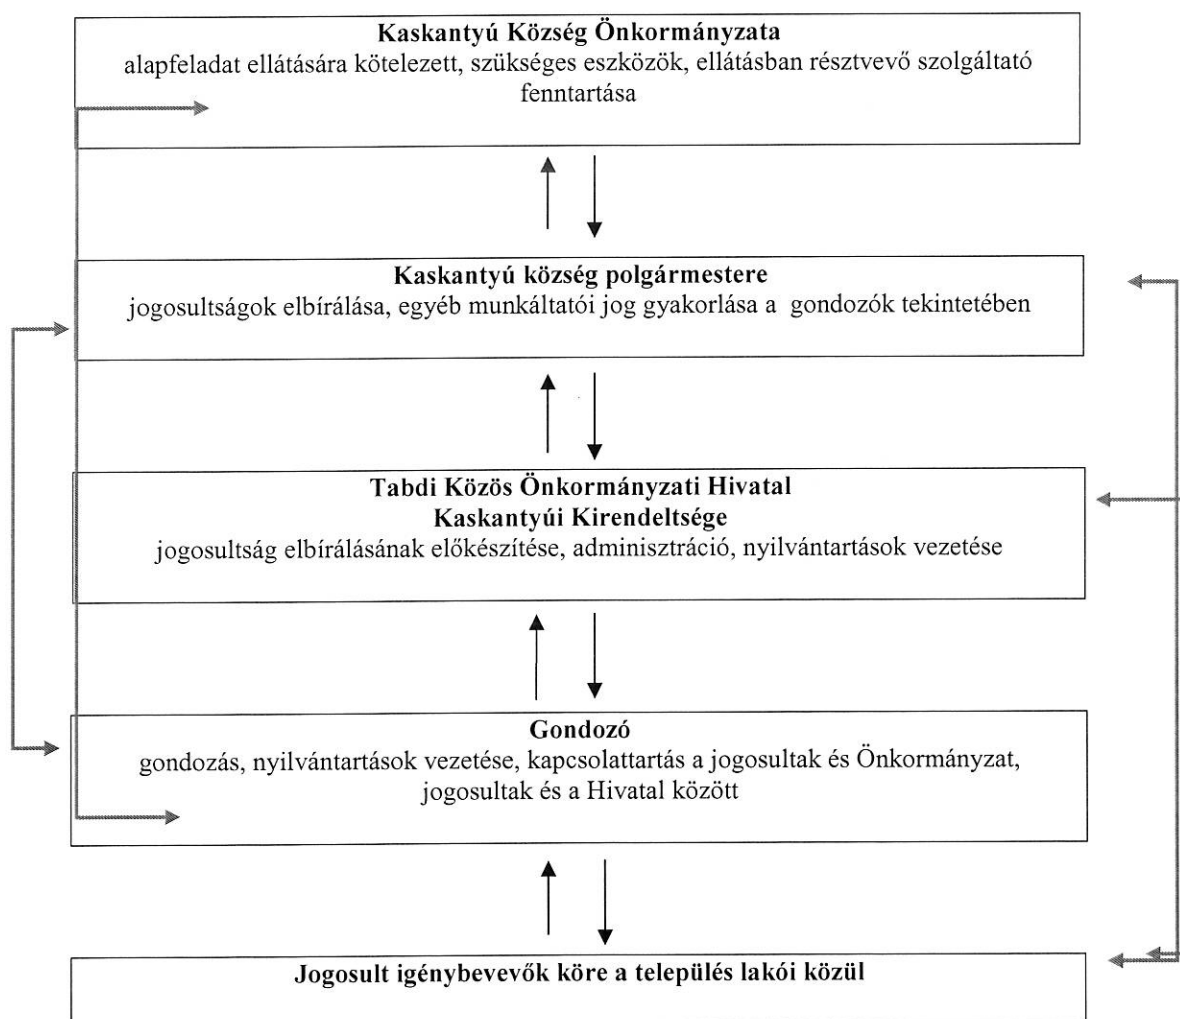 Kaskantyú Község Önkormányzata
alapfeladat ellátására kötelezett, szükséges eszközök, ellátásban résztvevő szolgáltató
fenntartása
Kaskantyú község polgármestere
jogosultságok elbírálása, egyéb munkáltatói jog gyakorlása a gondozók tekintetében
Tabdi Közös Önkormányzati Hivatal
Kaskantyúi Kirendeltsége
jogosultság elbírálásának előkészítése, adminisztráció, nyilvántartások vezetése
Gondozó
gondozás, nyilvántartások vezetése, kapcsolattartás a jogosultak és Önkormányzat,
jogosultak és a Hivatal között
Jogosult igénybevevők köre a település lakói közül